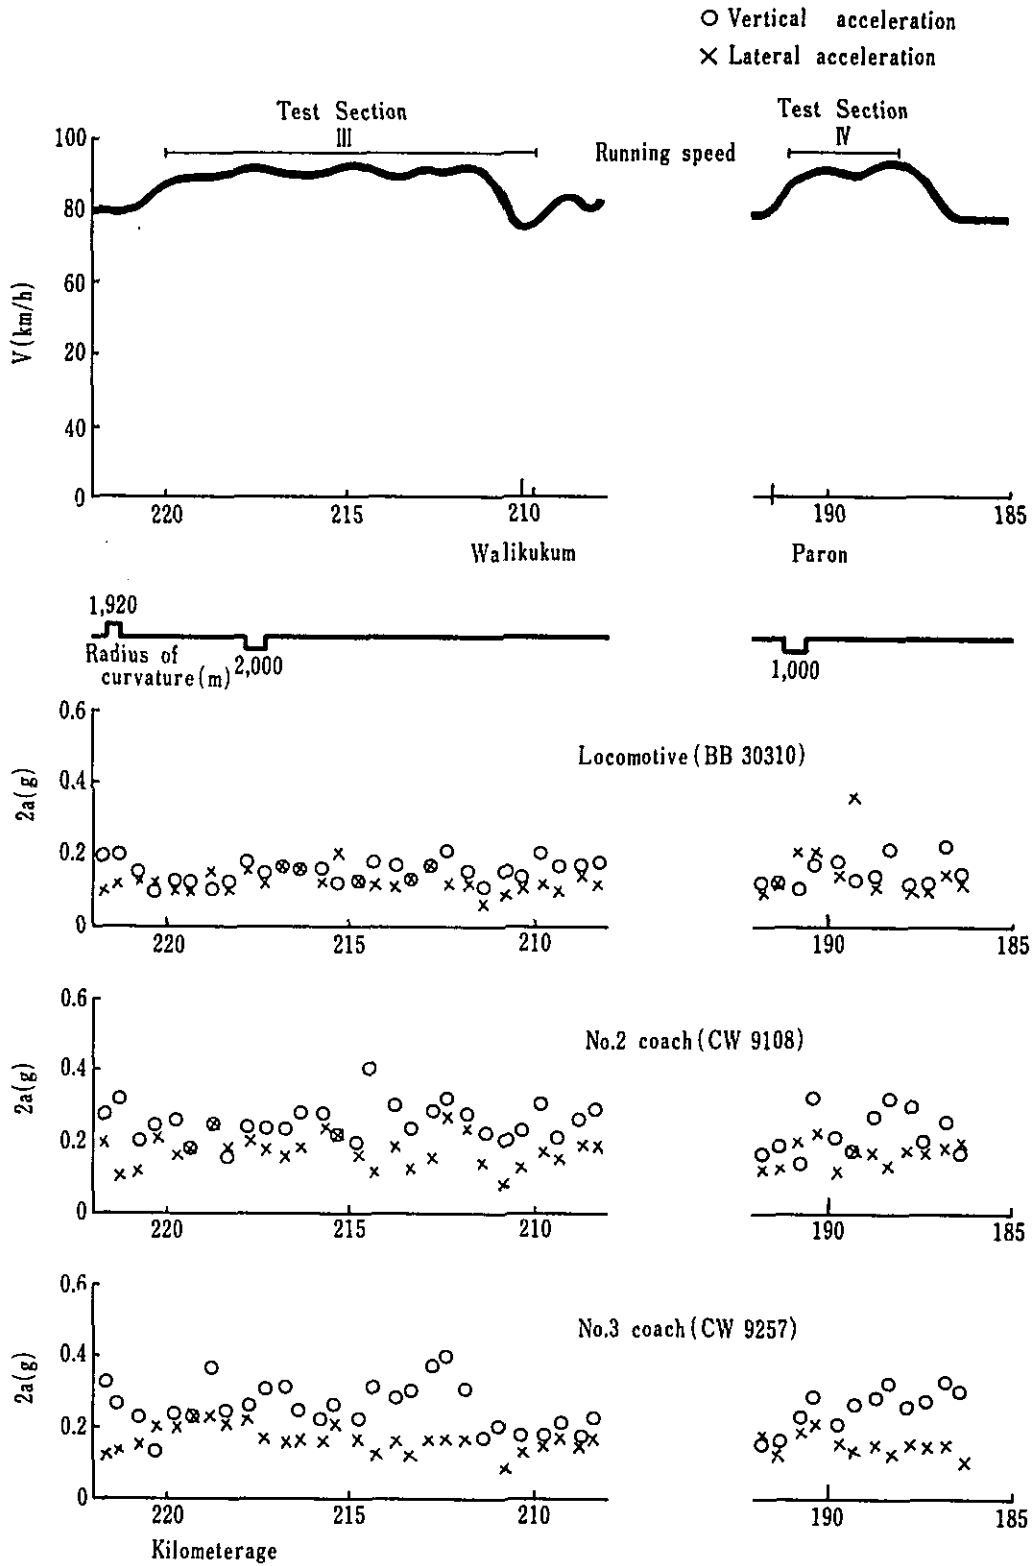 O Vertical acceleration
× Lateral acceleration
Test Section
III
Test Section
IV
Running speed
100
80
60
20
40
0
V(km/h)
220
215
210
190
185
Walikukum
Paron
1,920
Radius of
curvature(m)
2,000
1,000
0.6
0.4
0.2
0
2a(g)
Locomotive(BB 30310)
220
215
210
190
185
0.6
0.4
0.2
0
2a(g)
No.2 coach(CW 9108)
220
215
210
190
185
0.6
0.4
0.2
0
2a(g)
No.3 coach(CW 9257)
220
215
210
190
185
Kilometerage